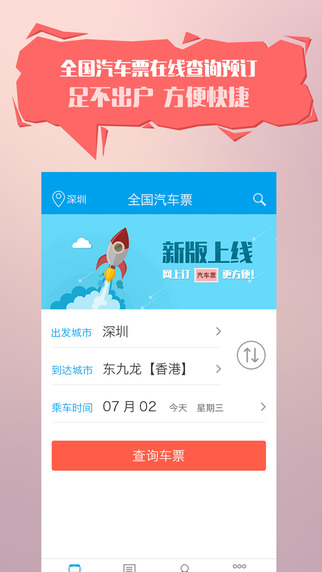 全国汽车票在线查询预订
足不出户 方便快捷
深圳
全国汽车票
新版上线
网上订 汽车票 更方便!
出发城市 深圳
到达城市 东九龙【香港】
乘车时间 07 月 02 今天 星期三
查询车票